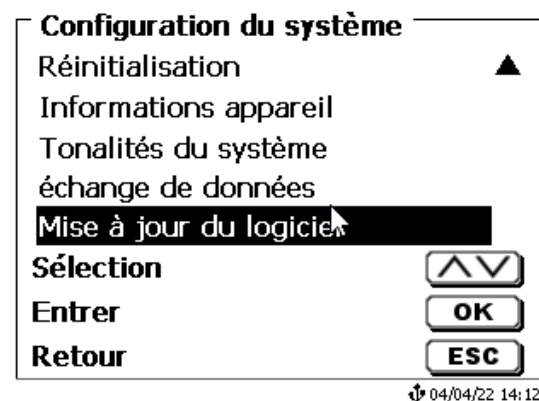 Configuration du système
Réinitialisation
Informations appareil
Tonalités du système
échange de données
Mise à jour du logiciel
Sélection
Entrer OK
Retour ESC
04/04/22 14:12